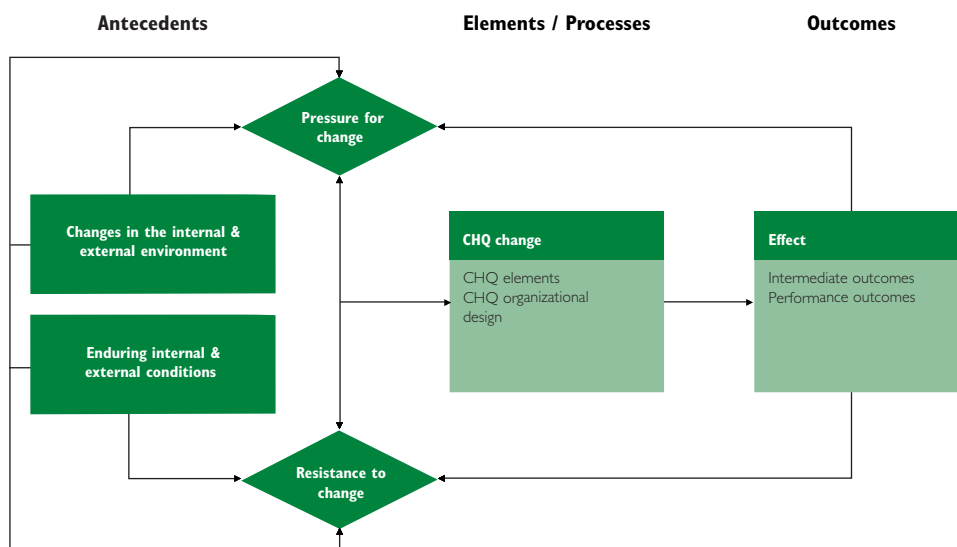 Antecedents
Elements / Processes
Outcomes
Pressure for
change
Changes in the internal &
external environment
CHQ change
CHQ elements
CHQ organizational
design
Effect
Intermediate outcomes
Performance outcomes
Enduring internal &
external conditions
Resistance to
change